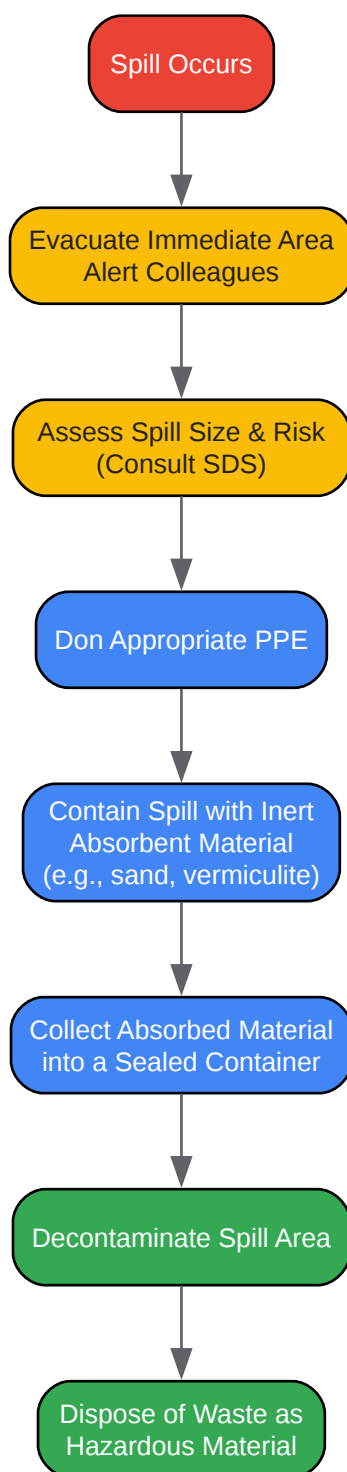 Spill Occurs
Evacuate Immediate Area
Alert Colleagues
Assess Spill Size & Risk
(Consult SDS)
Don Appropriate PPE
Contain Spill with Inert
Absorbent Material
(e.g., sand, vermiculite)
Collect Absorbed Material
into a Sealed Container
Decontaminate Spill Area
Dispose of Waste as
Hazardous Material